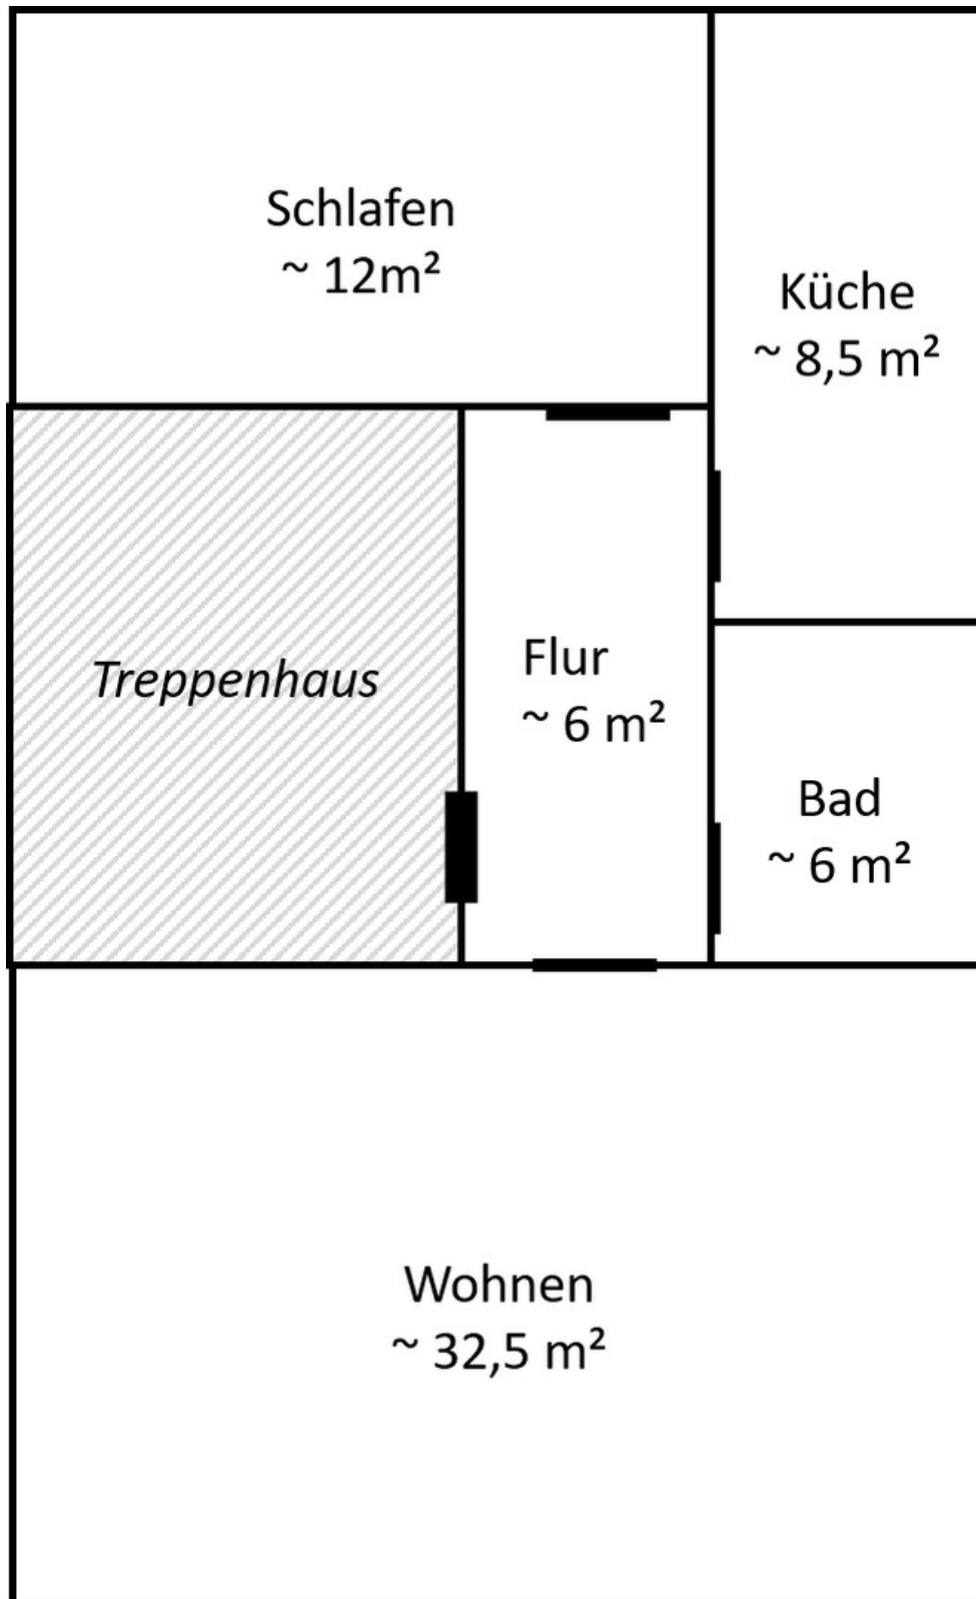 Schlafen
~ 12m²
Küche
~ 8,5 m²
Treppenhaus
Flur
~ 6 m²
Bad
~ 6 m²
Wohnen
~ 32,5 m²